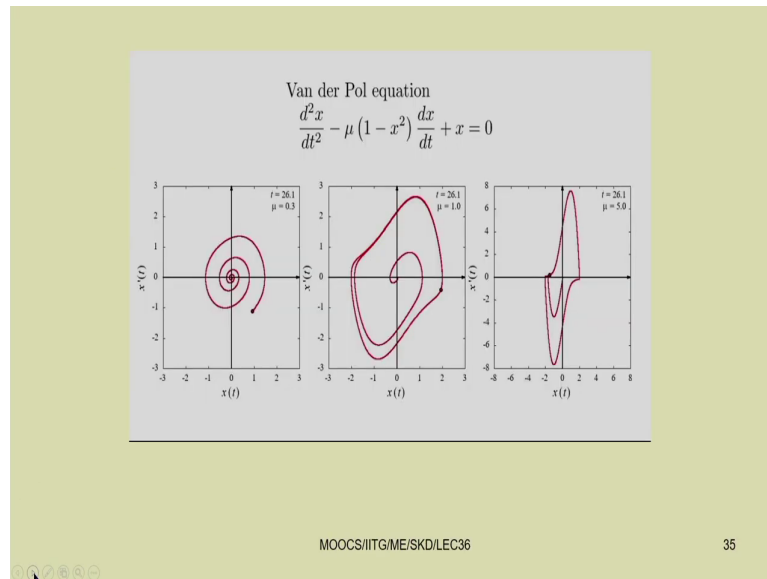 Van der Pol equation
d²x/dt² − μ (1 − x²) dx/dt + x = 0
3
2
1
0
-1
-2
-3
x'(t)
t = 26.1
μ = 0.3
-3 -2 -1 0 1 2 3
x(t)
3
2
1
0
-1
-2
-3
x'(t)
t = 26.1
μ = 1.0
-3 -2 -1 0 1 2 3
x(t)
8
6
4
2
0
-2
-4
-6
-8
x'(t)
t = 26.1
μ = 5.0
-8 -6 -4 -2 0 2 4 6 8
x(t)
MOOCS/IITG/ME/SKD/LEC36 35